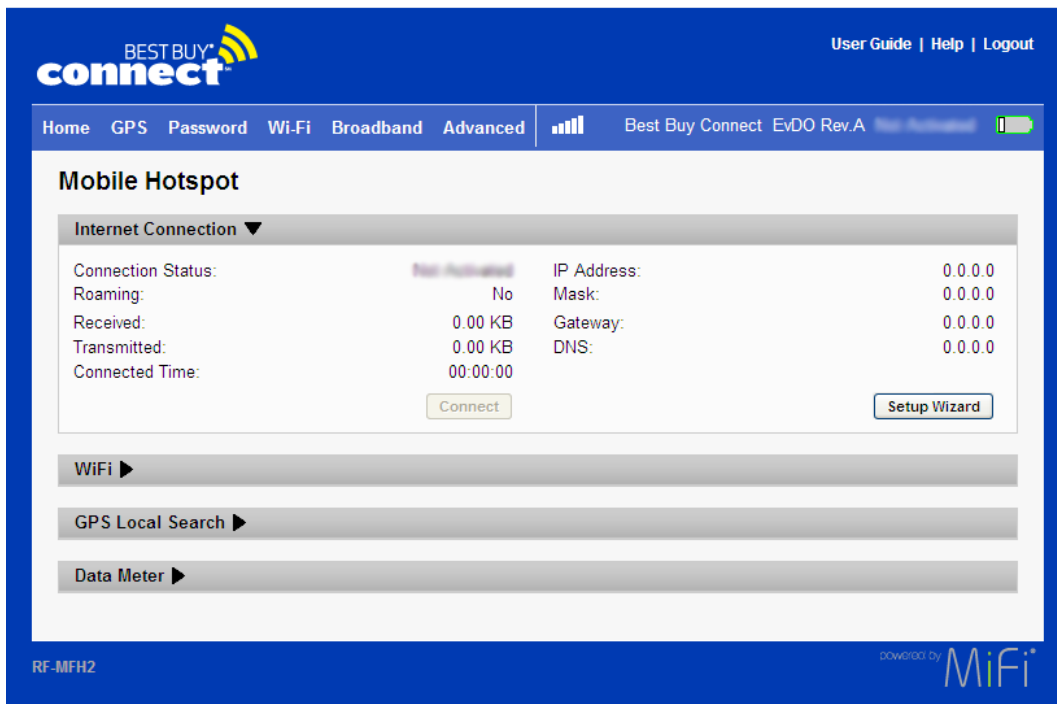 BEST BUY
connect
User Guide | Help | Logout
Home GPS Password Wi-Fi Broadband Advanced
Best Buy Connect EvDO Rev.A
Mobile Hotspot
Internet Connection
Connection Status:
Roaming: No
Received: 0.00 KB
Transmitted: 0.00 KB
Connected Time: 00:00:00
Connect
IP Address: 0.0.0.0
Mask: 0.0.0.0
Gateway: 0.0.0.0
DNS: 0.0.0.0
Setup Wizard
WiFi
GPS Local Search
Data Meter
RF-MFH2
powered by MiFi